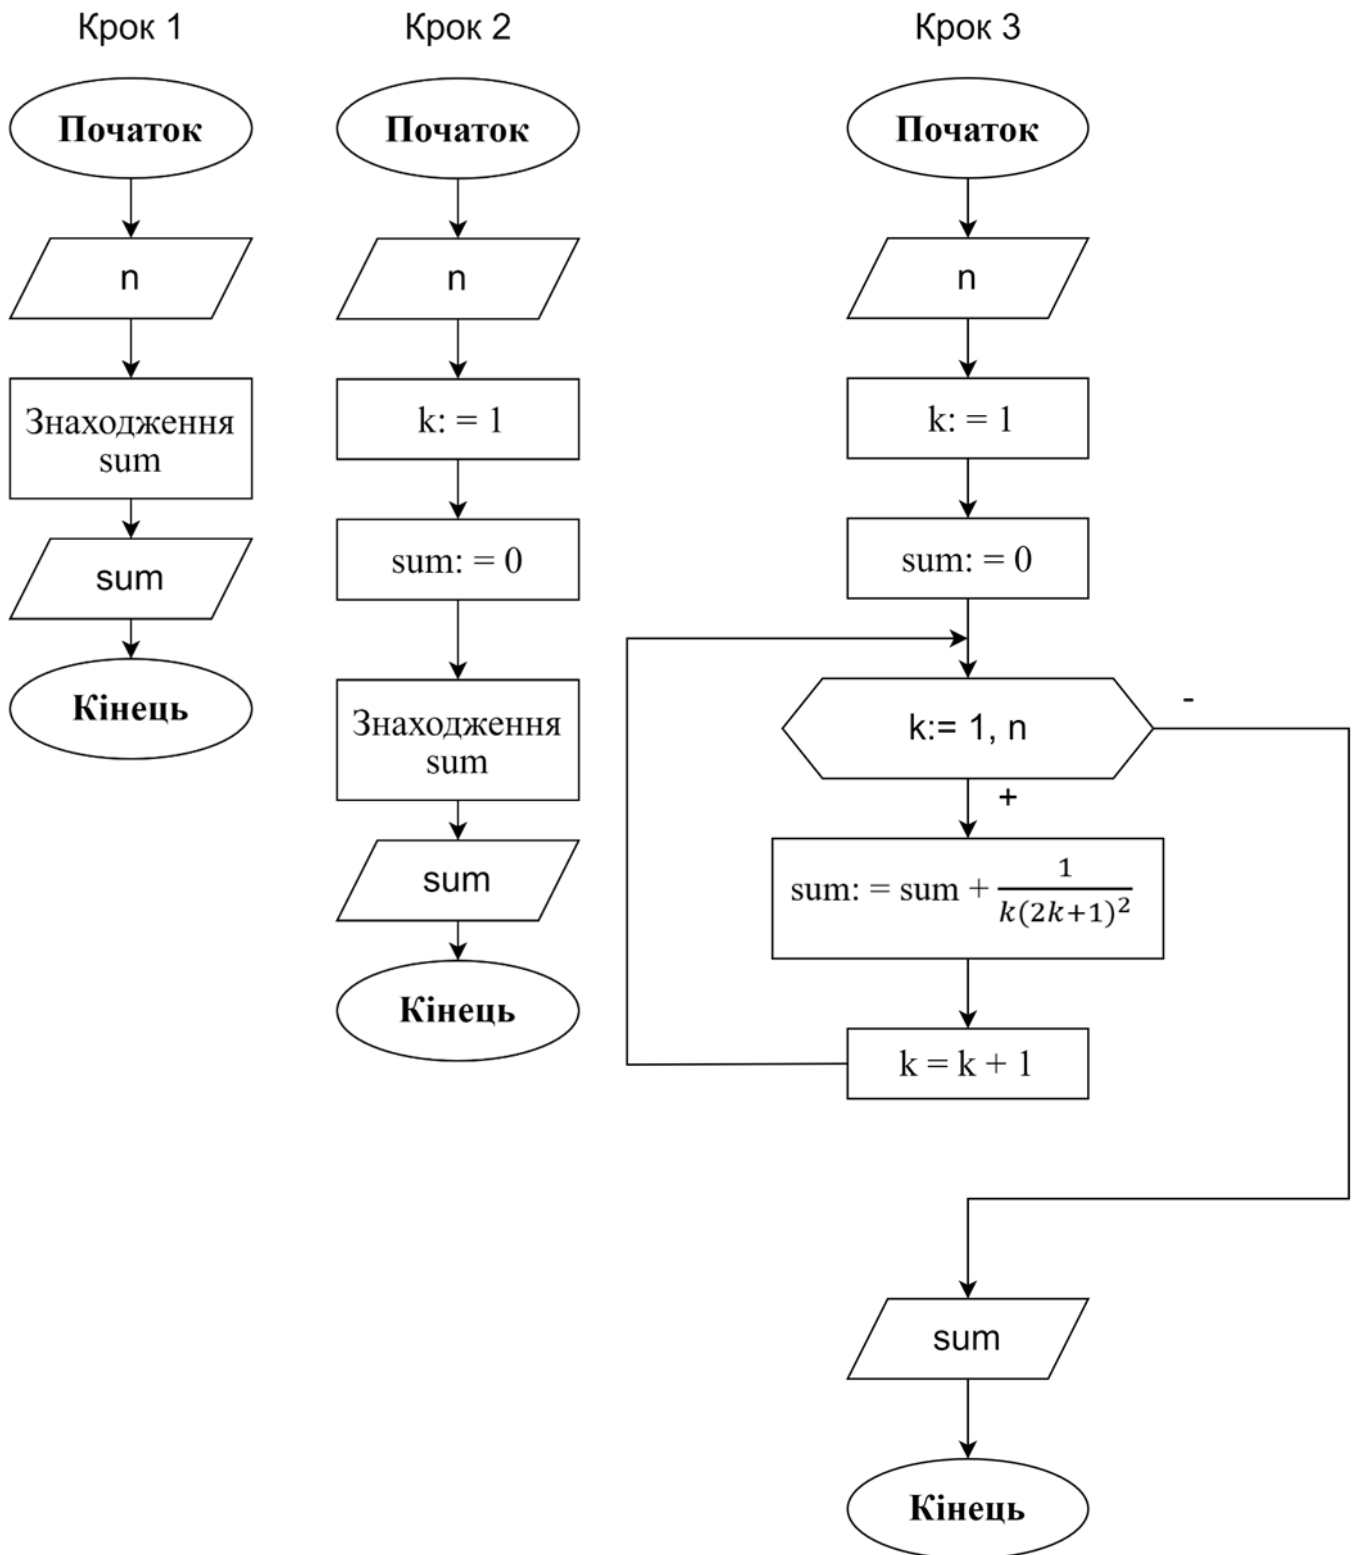 Крок 1
Початок
n
Знаходження
sum
sum
Кінець
Крок 2
Початок
n
k: = 1
sum: = 0
Знаходження
sum
sum
Кінець
Крок 3
Початок
n
k: = 1
sum: = 0
k:= 1, n
-
+
sum: = sum + \frac{1}{k(2k+1)^2}
k = k + 1
sum
Кінець